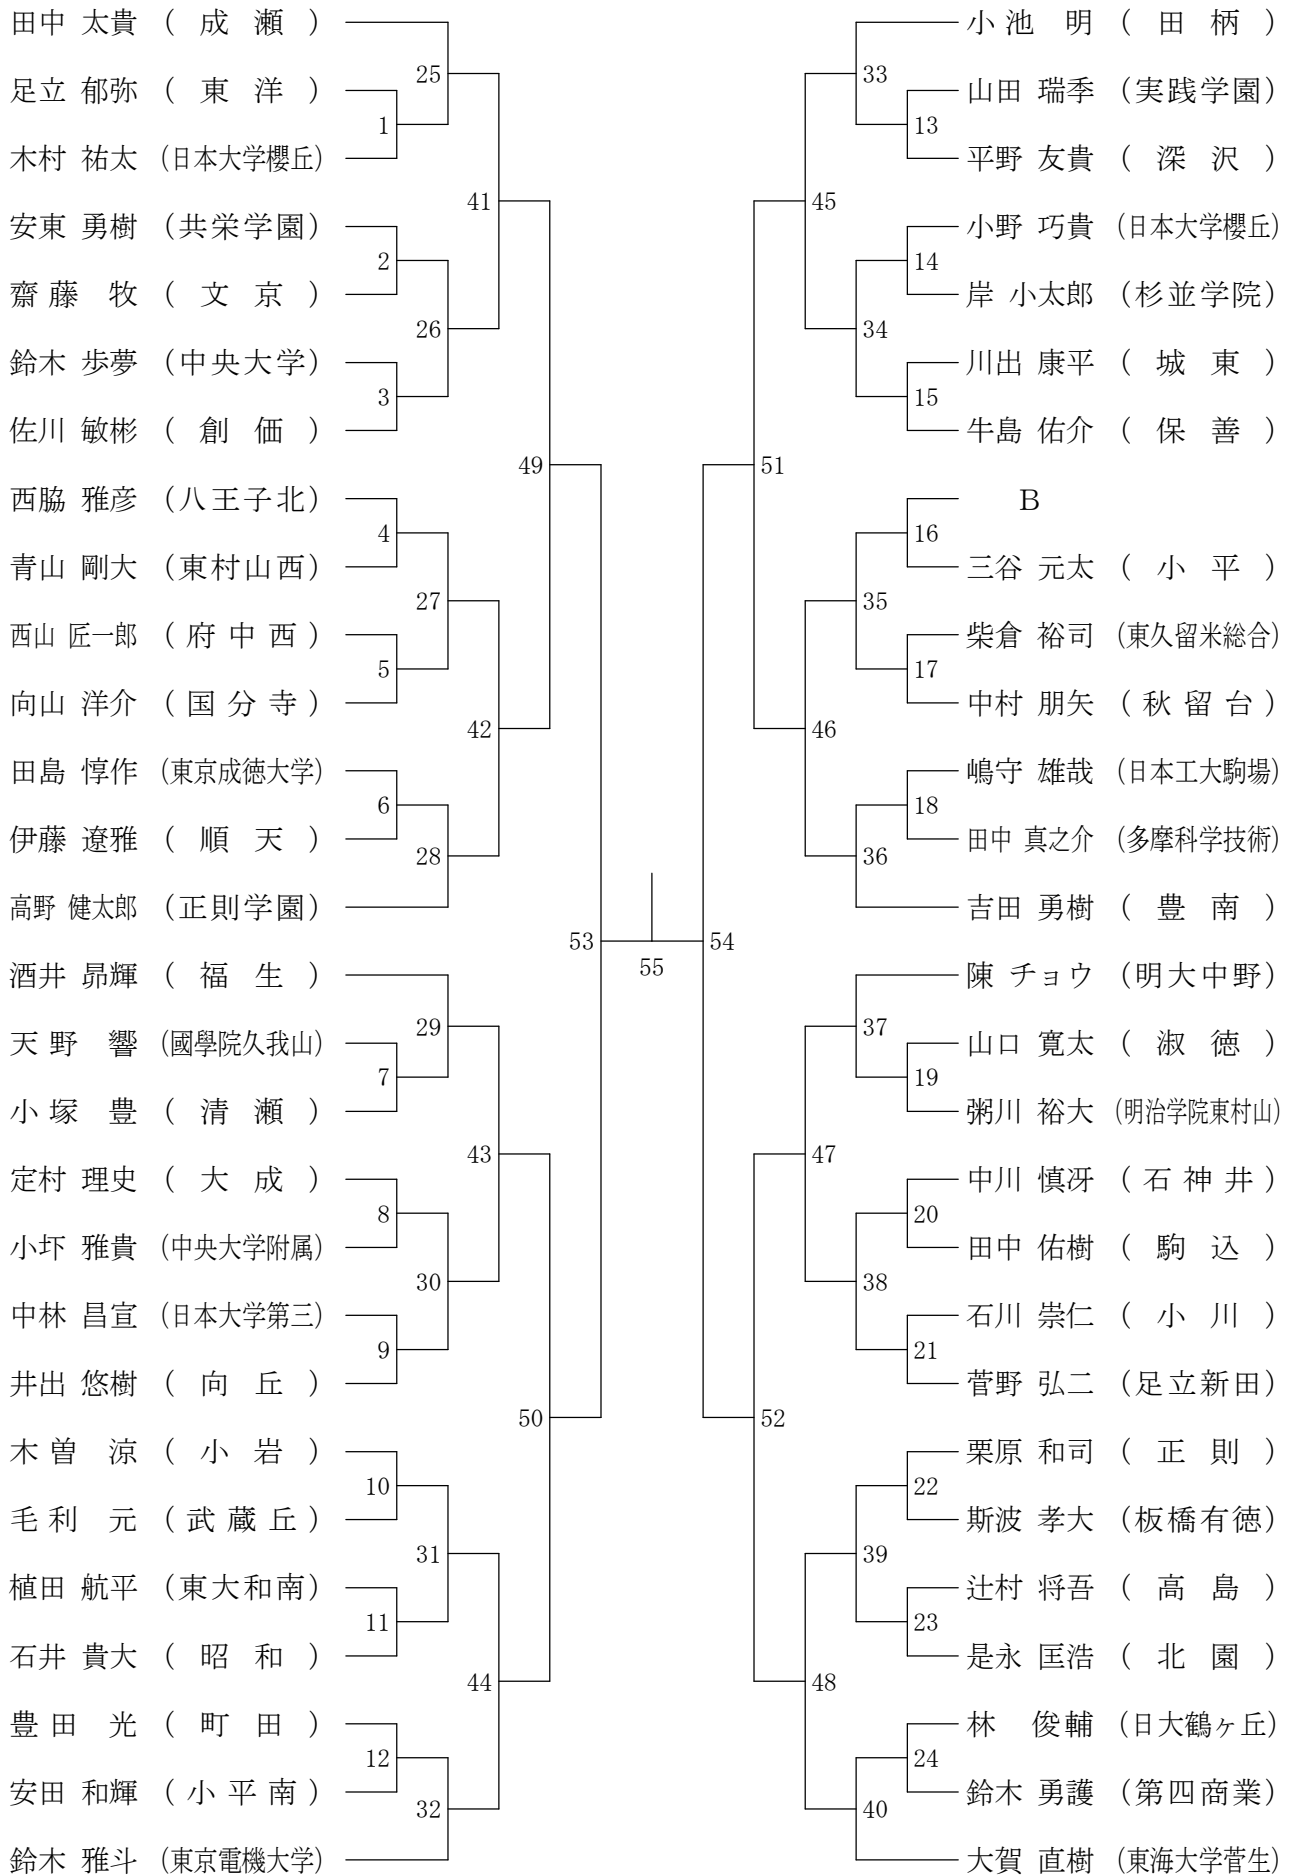 田中 太貴 ( 成 瀬 )
25
足立 郁弥 ( 東 洋 )
1
木村 祐太 (日本大学櫻丘)
41
安東 勇樹 (共栄学園)
2
齋藤 牧 ( 文 京 )
26
鈴木 歩夢 (中央大学)
3
佐川 敏彬 ( 創 価 )
49
西脇 雅彦 (八王子北)
4
青山 剛大 (東村山西)
27
西山 匠一郎 (府中西)
5
向山 洋介 (国分寺)
42
田島 惇作 (東京成徳大学)
6
伊藤 遼雅 ( 順 天 )
28
高野 健太郎 (正則学園)
53
55
酒井 昴輝 ( 福 生 )
29
天野 響 (國學院久我山)
7
小塚 豊 ( 清 瀬 )
43
定村 理史 ( 大 成 )
8
小圷 雅貴 (中央大学附属)
30
中林 昌宣 (日本大学第三)
9
井出 悠樹 ( 向 丘 )
50
木曽 涼 ( 小 岩 )
10
毛利 元 (武蔵丘)
31
植田 航平 (東大和南)
11
石井 貴大 ( 昭 和 )
44
豊田 光 ( 町 田 )
12
安田 和輝 (小平南)
32
鈴木 雅斗 (東京電機大学)
小池 明 ( 田 柄 )
33
山田 瑞季 (実践学園)
13
平野 友貴 ( 深 沢 )
45
小野 巧貴 (日本大学櫻丘)
14
岸 小太郎 (杉並学院)
34
川出 康平 ( 城 東 )
15
牛島 佑介 ( 保 善 )
51
B
16
三谷 元太 ( 小 平 )
35
柴倉 裕司 (東久留米総合)
17
中村 朋矢 (秋留台)
46
嶋守 雄哉 (日本工大駒場)
18
田中 真之介 (多摩科学技術)
36
吉田 勇樹 ( 豊 南 )
54
陳 チョウ (明大中野)
37
山口 寛太 ( 淑 徳 )
19
粥川 裕大 (明治学院東村山)
47
中川 慎冴 (石神井)
20
田中 佑樹 ( 駒 込 )
38
石川 崇仁 ( 小 川 )
21
菅野 弘二 (足立新田)
52
栗原 和司 ( 正 則 )
22
斯波 孝大 (板橋有徳)
39
辻村 将吾 ( 高 島 )
23
是永 匡浩 ( 北 園 )
48
林 俊輔 (日大鶴ヶ丘)
24
鈴木 勇護 (第四商業)
40
大賀 直樹 (東海大学菅生)